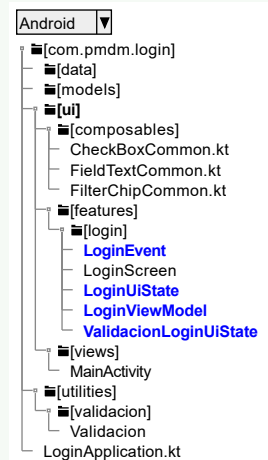 Android
[com.pmdm.login]
[data]
[models]
[ui]
[composables]
CheckBoxCommon.kt
FieldTextCommon.kt
FilterChipCommon.kt
[features]
[login]
LoginEvent
LoginScreen
LoginUiState
LoginViewModel
ValidacionLoginUiState
[views]
MainActivity
[utilities]
[validacion]
Validacion
LoginApplication.kt